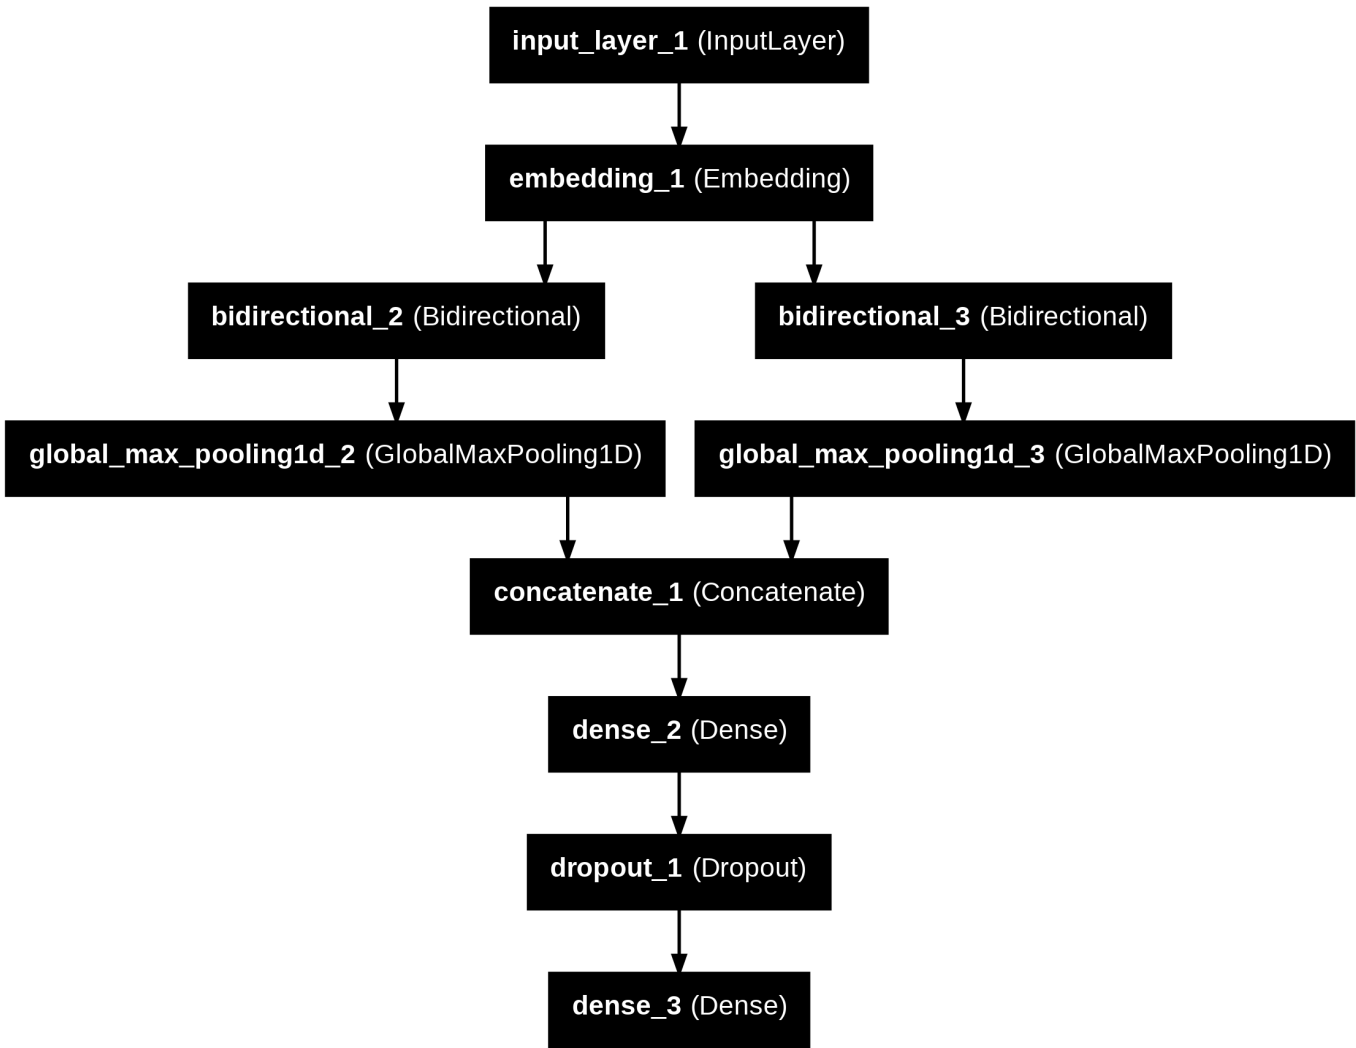 input_layer_1 (InputLayer)
embedding_1 (Embedding)
bidirectional_2 (Bidirectional)
bidirectional_3 (Bidirectional)
global_max_pooling1d_2 (GlobalMaxPooling1D)
global_max_pooling1d_3 (GlobalMaxPooling1D)
concatenate_1 (Concatenate)
dense_2 (Dense)
dropout_1 (Dropout)
dense_3 (Dense)